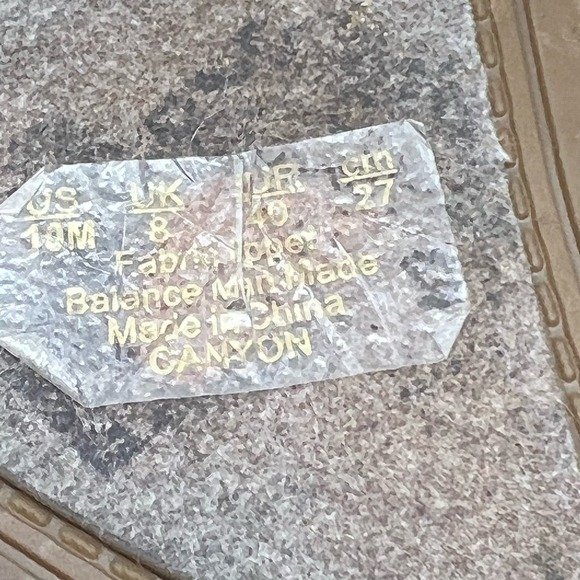 US UK EUR cm
10M 8 40 27
Fabric Upper
Balance Man Made
Made in China
CANYON